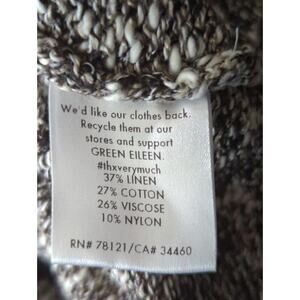 We'd like our clothes back.
Recycle them at our
stores and support
GREEN EILEEN.
#thxverymuch
37% LINEN
27% COTTON
26% VISCOSE
10% NYLON
RN# 78121/CA# 34460